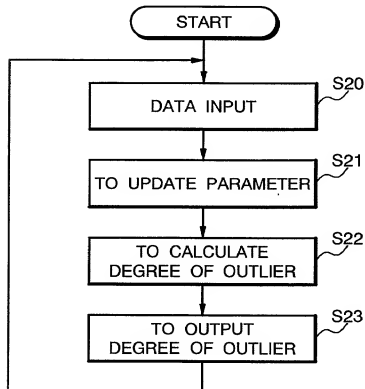 START
S20
DATA INPUT
S21
TO UPDATE PARAMETER
S22
TO CALCULATE
DEGREE OF OUTLIER
S23
TO OUTPUT
DEGREE OF OUTLIER